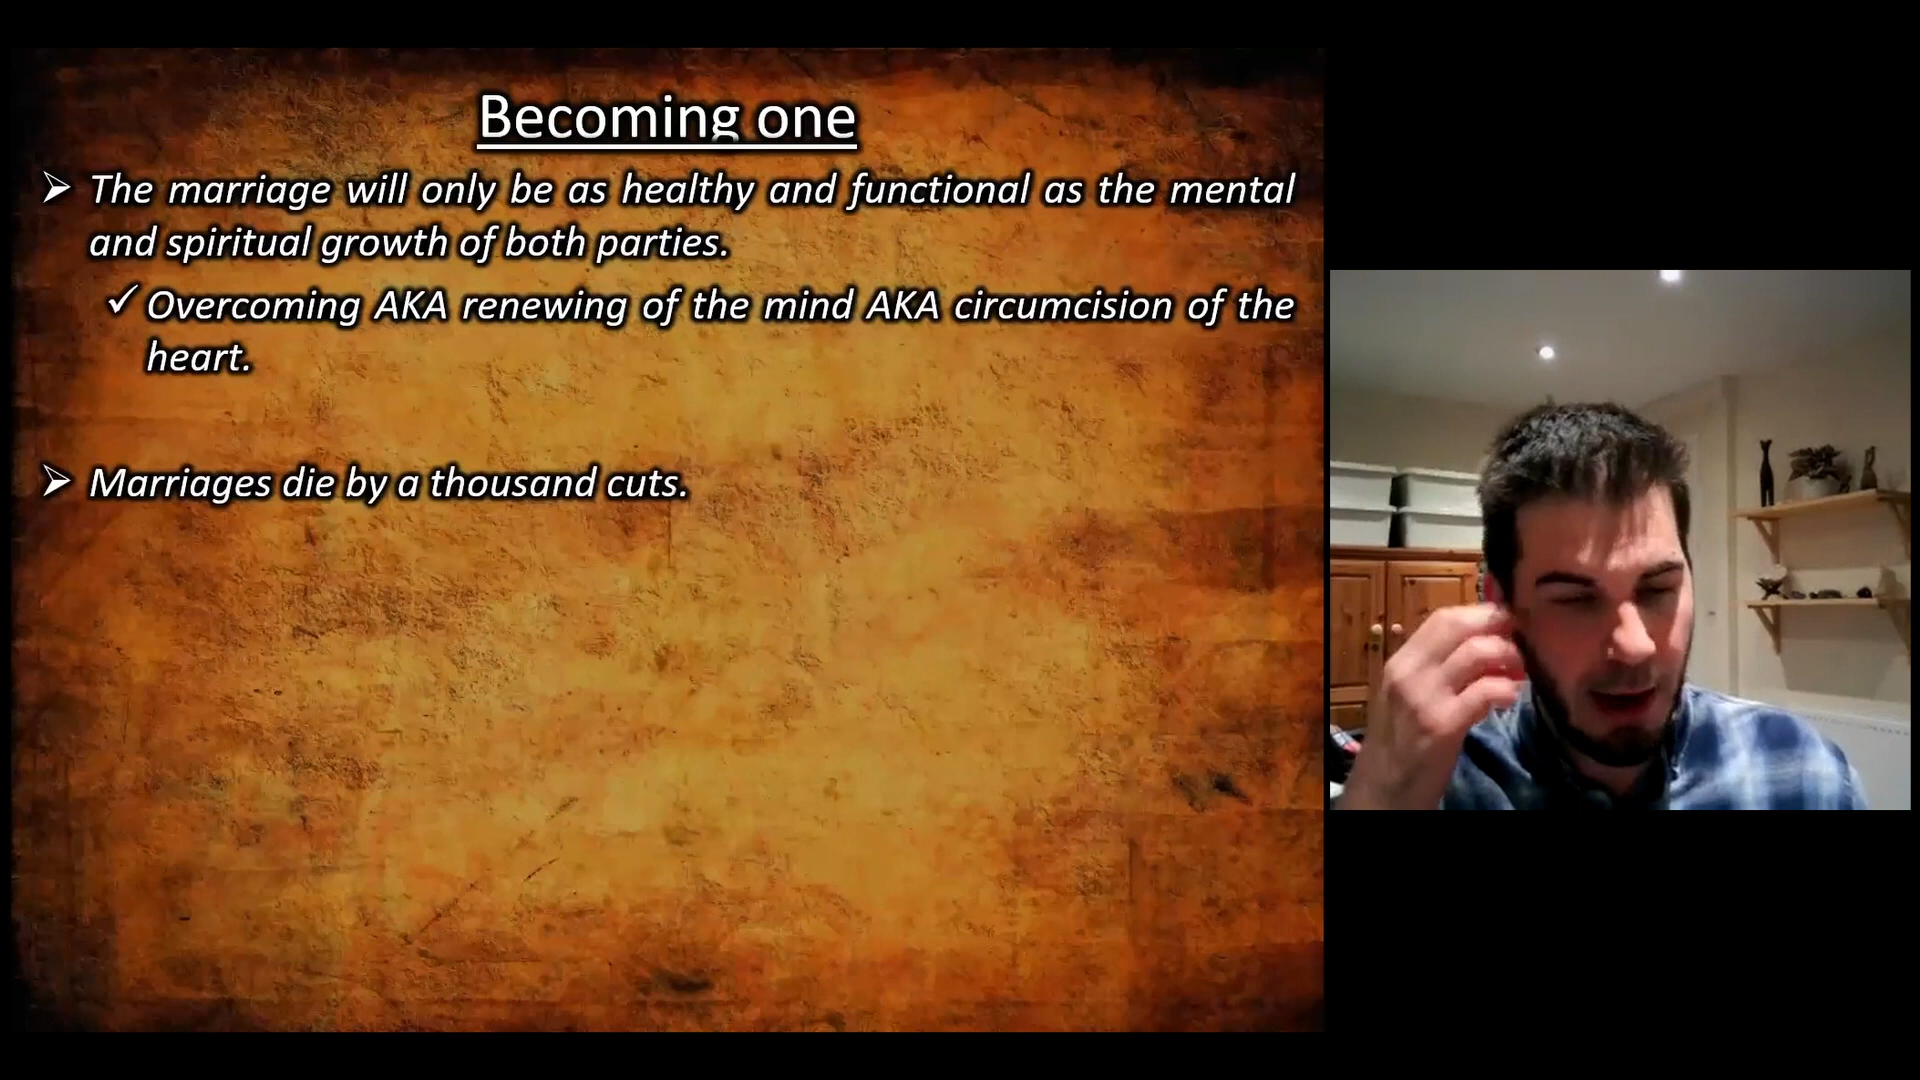 Becoming one
The marriage will only be as healthy and functional as the mental
and spiritual growth of both parties.
Overcoming AKA renewing of the mind AKA circumcision of the
heart.
Marriages die by a thousand cuts.